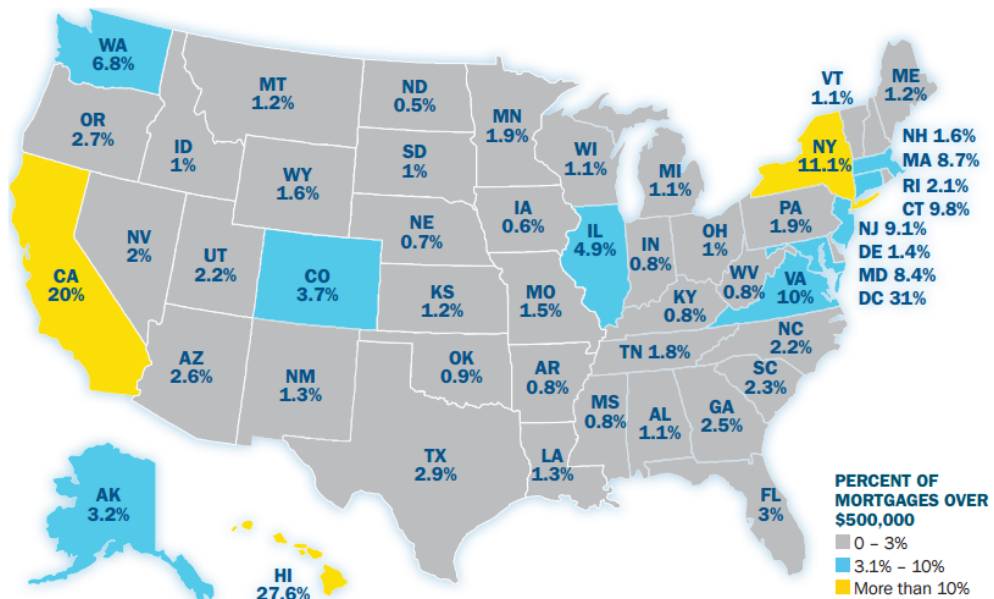 WA
6.8%
MT
1.2%
ND
0.5%
MN
1.9%
VT
1.1%
ME
1.2%
OR
2.7%
ID
1%
WY
1.6%
SD
1%
WI
1.1%
MI
1.1%
NY
11.1%
NH 1.6%
MA 8.7%
RI 2.1%
CT 9.8%
NJ 9.1%
DE 1.4%
MD 8.4%
DC 31%
CA
20%
NV
2%
UT
2.2%
CO
3.7%
NE
0.7%
IA
0.6%
IL
4.9%
IN
0.8%
OH
1%
PA
1.9%
WV
0.8%
VA
10%
KS
1.2%
MO
1.5%
KY
0.8%
NC
2.2%
TN 1.8%
SC
2.3%
AZ
2.6%
NM
1.3%
OK
0.9%
AR
0.8%
MS
0.8%
AL
1.1%
GA
2.5%
TX
2.9%
LA
1.3%
FL
3%
AK
3.2%
HI
27.6%
PERCENT OF
MORTGAGES OVER
$500,000
0 – 3%
3.1% – 10%
More than 10%